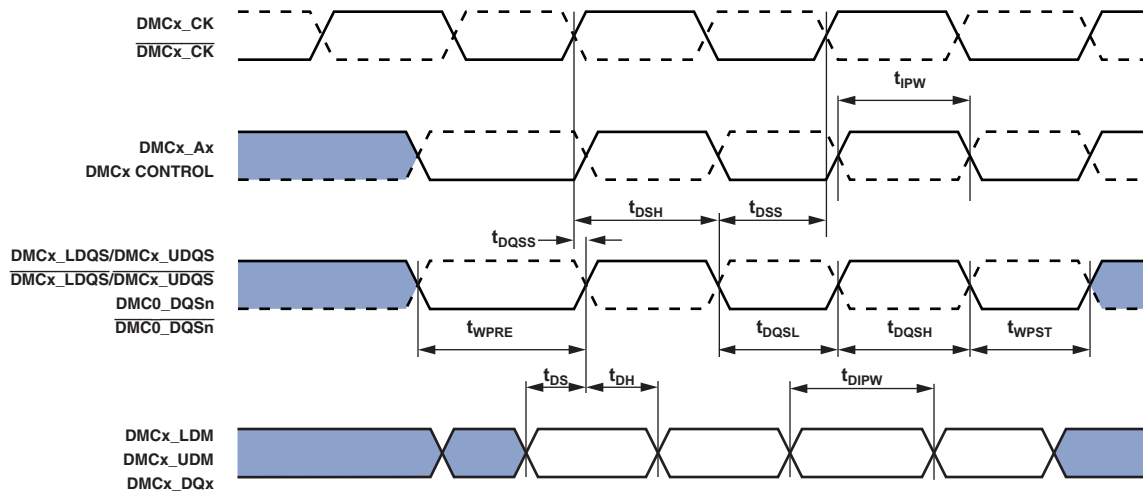 DMCx_CK
DMCx_CK
tIPW
DMCx_Ax
DMCx CONTROL
tDSH
tDSS
tDQSS
DMCx_LDQS/DMCx_UDQS
DMCx_LDQS/DMCx_UDQS
DMC0_DQSn
DMC0_DQSn
tWPRE
tDQSL
tDQSH
tWPST
tDS
tDH
tDIPW
DMCx_LDM
DMCx_UDM
DMCx_DQx